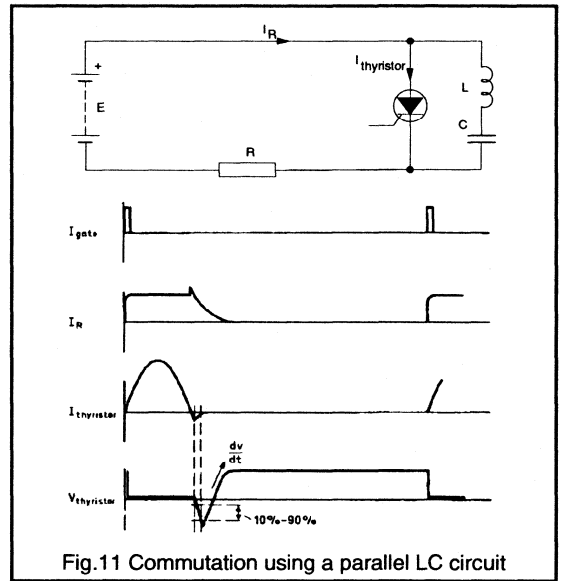 I_R
I_thyristor
+
E
L
C
R
I_gate
I_R
I_thyristor
dv
dt
V_thyristor
10%-90%
Fig.11 Commutation using a parallel LC circuit